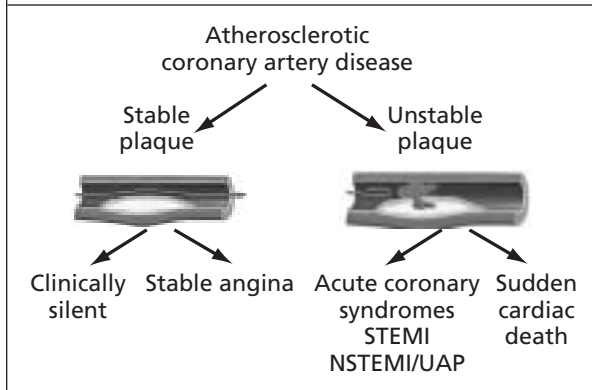 Atherosclerotic
coronary artery disease
Stable
plaque
Unstable
plaque
Clinically
silent
Stable angina
Acute coronary
syndromes
STEMI
NSTEMI/UAP
Sudden
cardiac
death